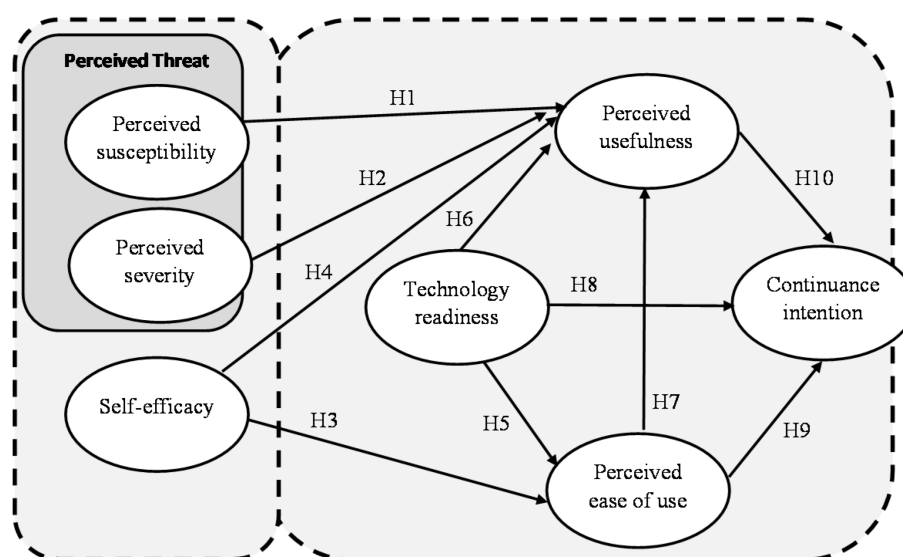 Perceived Threat
Perceived
susceptibility
H1
Perceived
usefulness
H2
H10
H6
Perceived
severity
H4
Technology
readiness
H8
Continuance
intention
Self-efficacy
H3
H5
H7
H9
Perceived
ease of use